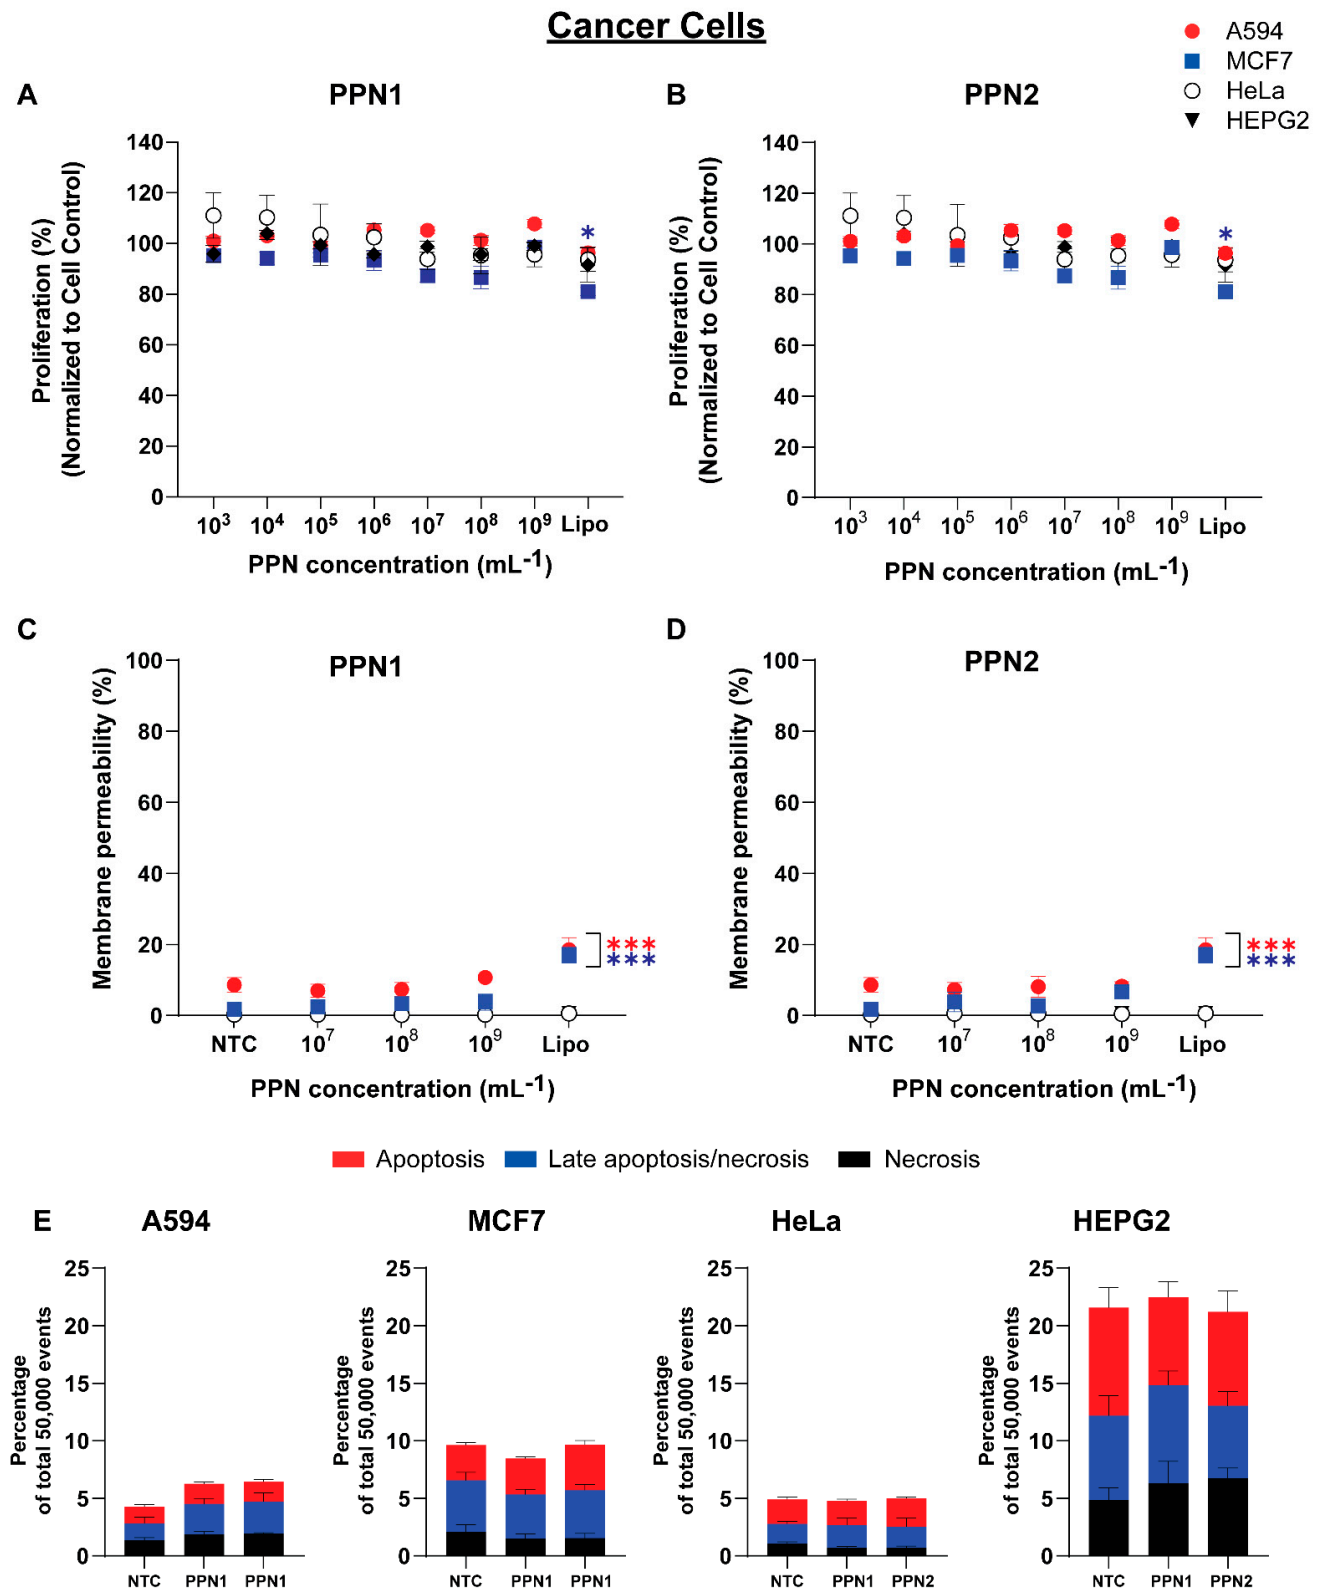 Cancer Cells
A594
MCF7
HeLa
HEPG2
A
PPN1
Proliferation (%)
(Normalized to Cell Control)
140
120
100
80
60
40
20
0
10³ 10⁴ 10⁵ 10⁶ 10⁷ 10⁸ 10⁹ Lipo
PPN concentration (mL⁻¹)
*
B
PPN2
Proliferation (%)
(Normalized to Cell Control)
140
120
100
80
60
40
20
0
10³ 10⁴ 10⁵ 10⁶ 10⁷ 10⁸ 10⁹ Lipo
PPN concentration (mL⁻¹)
*
C
PPN1
Membrane permeability (%)
100
80
60
40
20
0
NTC 10⁷ 10⁸ 10⁹ Lipo
PPN concentration (mL⁻¹)
***
***
D
PPN2
Membrane permeability (%)
100
80
60
40
20
0
NTC 10⁷ 10⁸ 10⁹ Lipo
PPN concentration (mL⁻¹)
***
***
Apoptosis Late apoptosis/necrosis Necrosis
E
A594
Percentage
of total 50,000 events
25
20
15
10
5
0
NTC PPN1 PPN1
MCF7
Percentage
of total 50,000 events
25
20
15
10
5
0
NTC PPN1 PPN1
HeLa
Percentage
of total 50,000 events
25
20
15
10
5
0
NTC PPN1 PPN2
HEPG2
Percentage
of total 50,000 events
25
20
15
10
5
0
NTC PPN1 PPN2